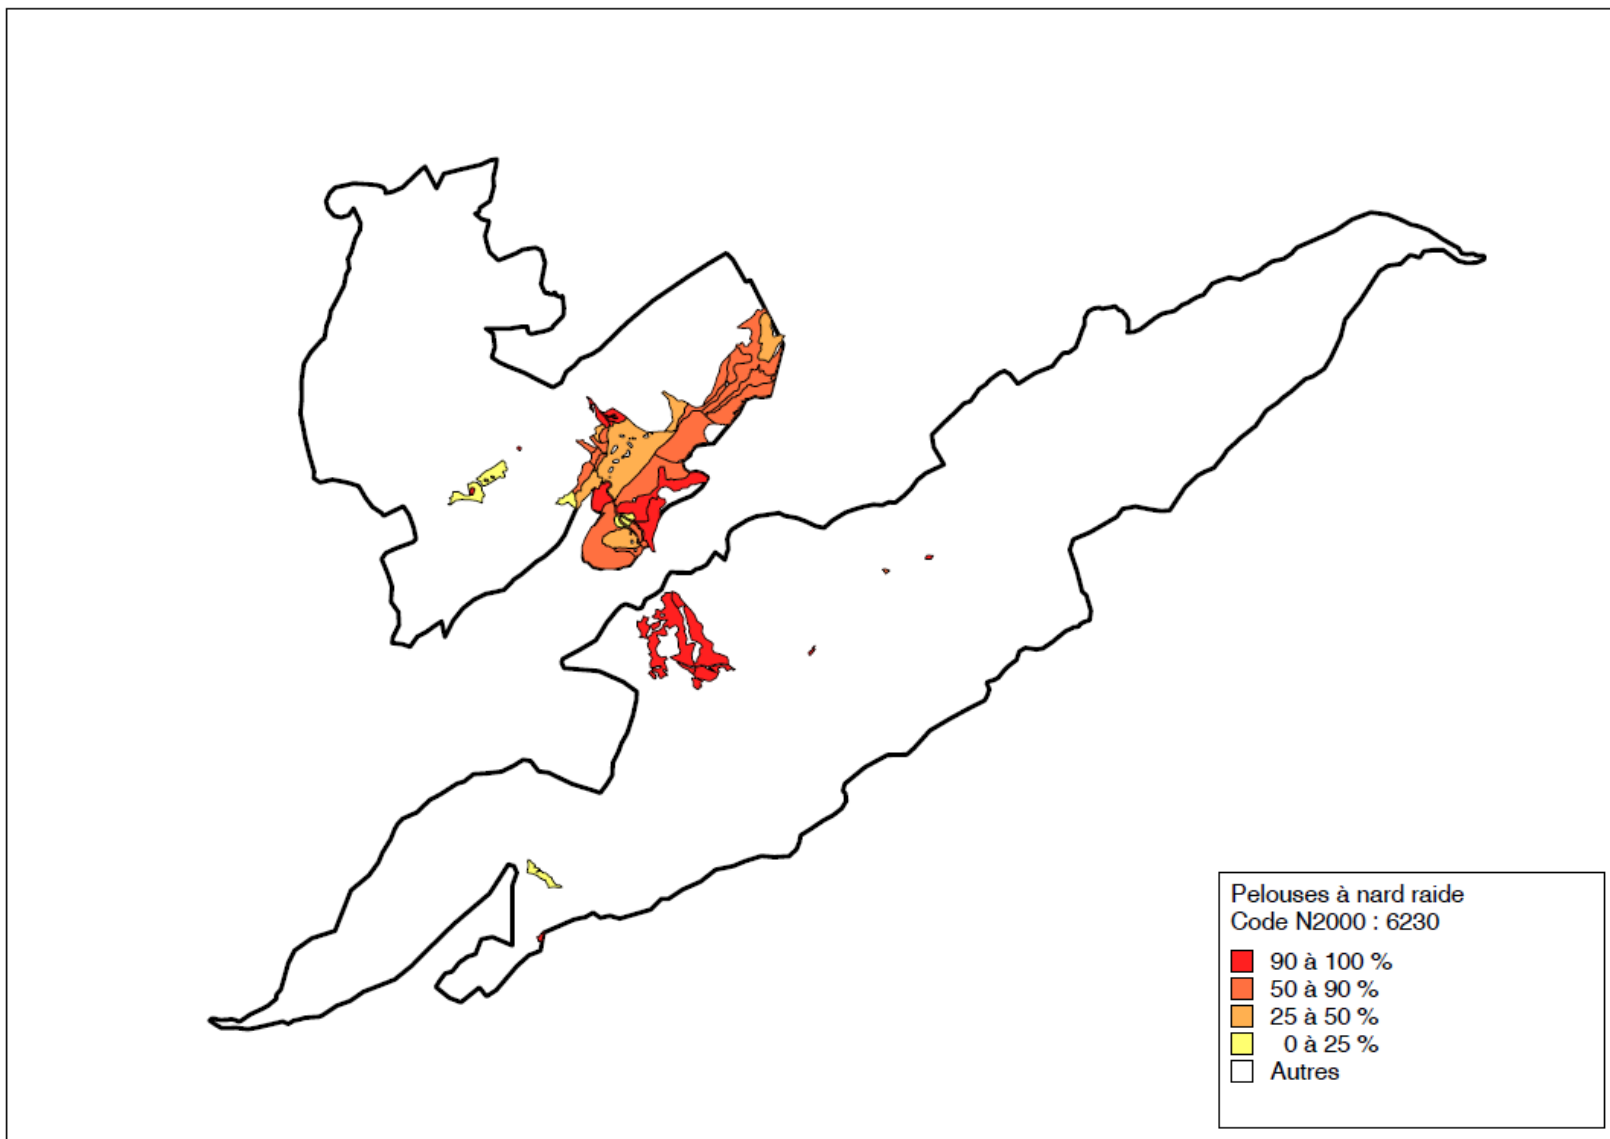 Pelouses à nard raide
Code N2000 : 6230
90 à 100 %
50 à 90 %
25 à 50 %
0 à 25 %
Autres